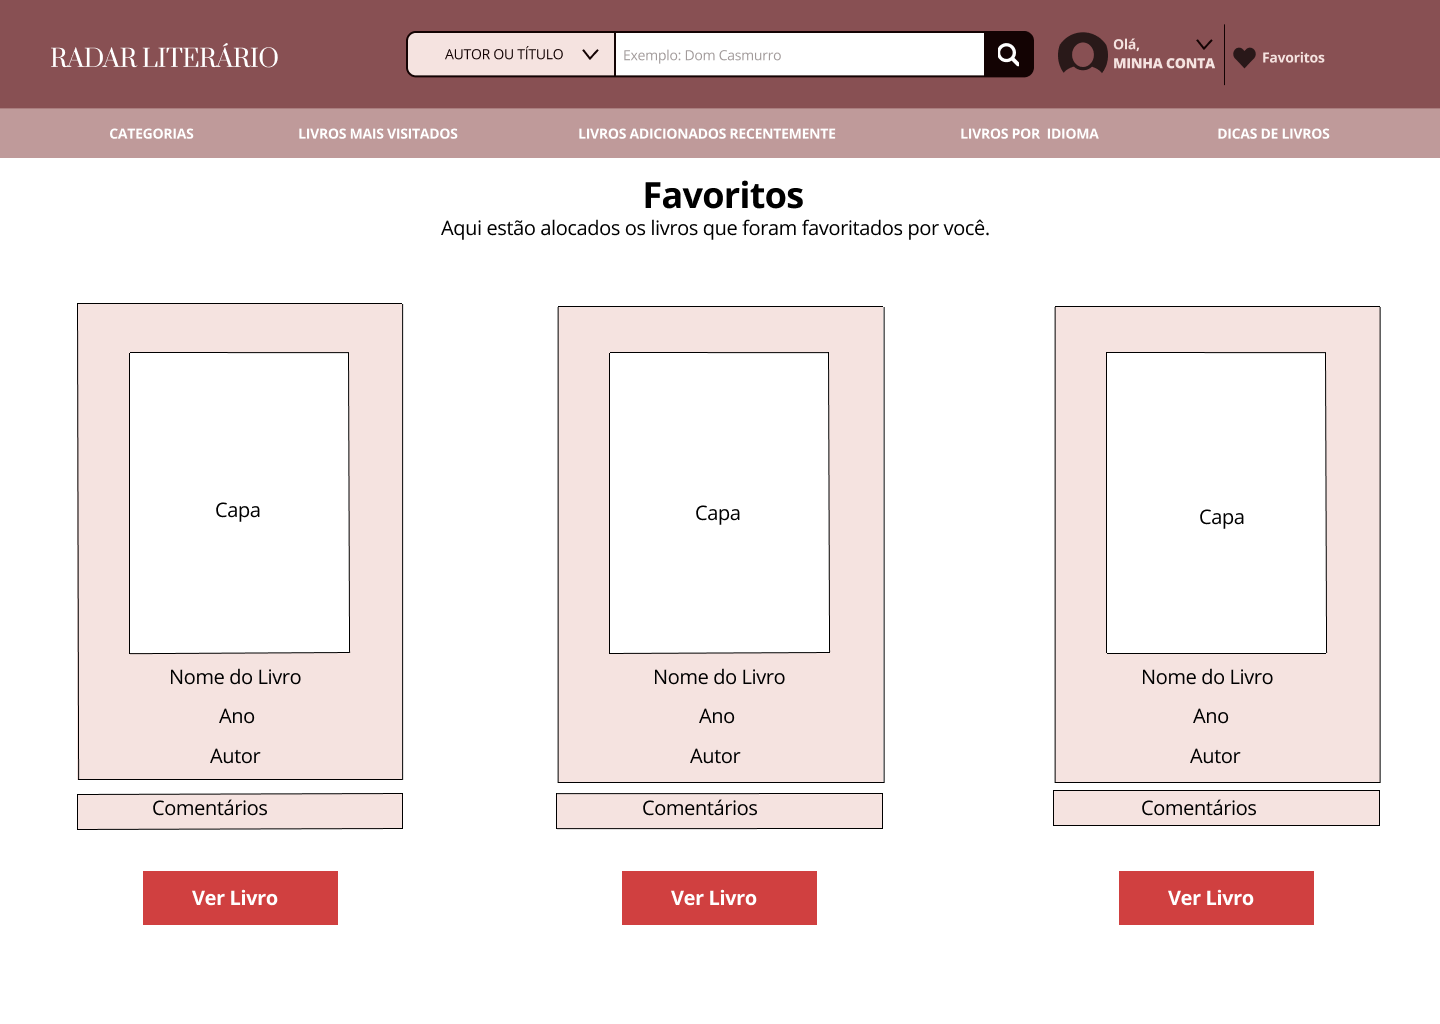 RADAR LITERÁRIO
AUTOR OU TÍTULO
Exemplo: Dom Casmurro
Olá,
MINHA CONTA
Favoritos
CATEGORIAS
LIVROS MAIS VISITADOS
LIVROS ADICIONADOS RECENTEMENTE
LIVROS POR  IDIOMA
DICAS DE LIVROS
Favoritos
Aqui estão alocados os livros que foram favoritados por você.
Capa
Nome do Livro
Ano
Autor
Comentários
Ver Livro
Capa
Nome do Livro
Ano
Autor
Comentários
Ver Livro
Capa
Nome do Livro
Ano
Autor
Comentários
Ver Livro